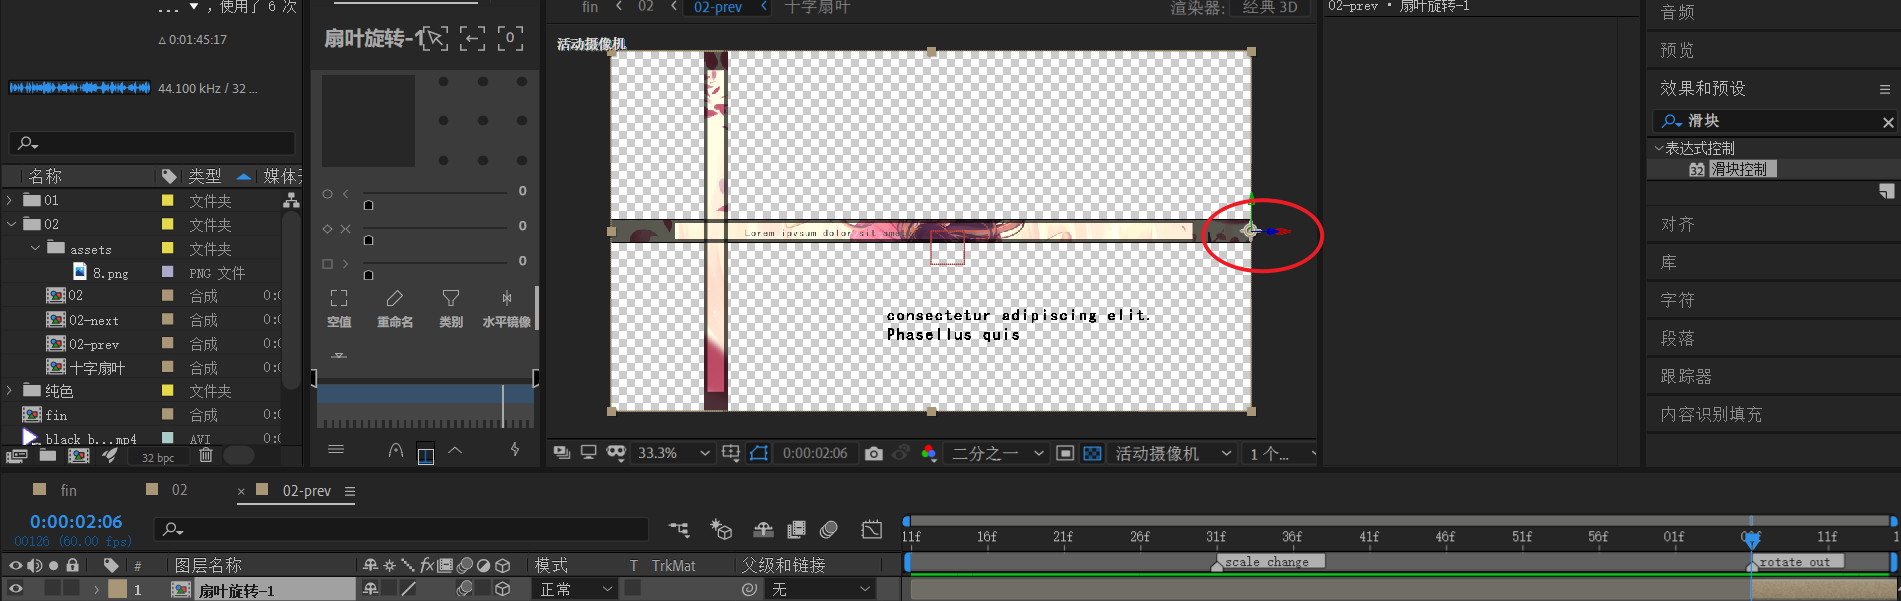 ... ▼ , 使用了 6 次
Δ 0:01:45:17
44.100 kHz / 32 ...
名称
类型
媒体开
01
文件夹
02
文件夹
assets
文件夹
8.png
PNG 文件
02
合成
0:0
02-next
合成
0:0
02-prev
合成
0:0
十字扇叶
合成
0:0
纯色
文件夹
fin
合成
0:0
black b...mp4
AVI
0:0
32 bpc
扇叶旋转-1
0
0
0
0
空值
重命名
类别
水平镜像
fin
02
02-prev
十字扇叶
渲染器:
经典 3D
活动摄像机
Lorem ipvsum dolor sit amet
consectetur adipiscing elit.
Phasellus quis
33.3%
0:00:02:06
二分之一
活动摄像机
1 个...
02-prev • 扇叶旋转-1
音频
预览
效果和预设
滑块
表达式控制
32 滑块控制
对齐
库
字符
段落
跟踪器
内容识别填充
fin
02
02-prev
0:00:02:06
00126 (60.00 fps)
11f
16f
21f
26f
31f
36f
41f
46f
51f
56f
01f
06f
11f
1
scale change
rotate out
#
图层名称
fx
模式
T
TrkMat
父级和链接
1
扇叶旋转-1
正常
无